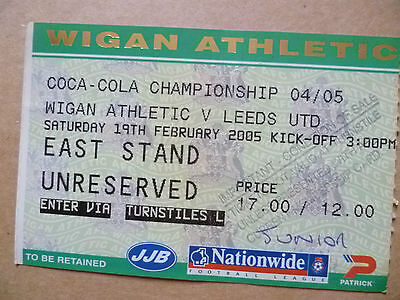 WIGAN ATHLETIC
COCA-COLA CHAMPIONSHIP 04/05
WIGAN ATHLETIC V LEEDS UTD
SATURDAY 19TH FEBRUARY 2005 KICK-OFF 3:00PM
EAST STAND
UNRESERVED PRICE
ENTER VIA TURNSTILES L 17.00 / 12.00
JUNIOR
TO BE RETAINED JJB Nationwide
FOOTBALL LEAGUE
PATRICK